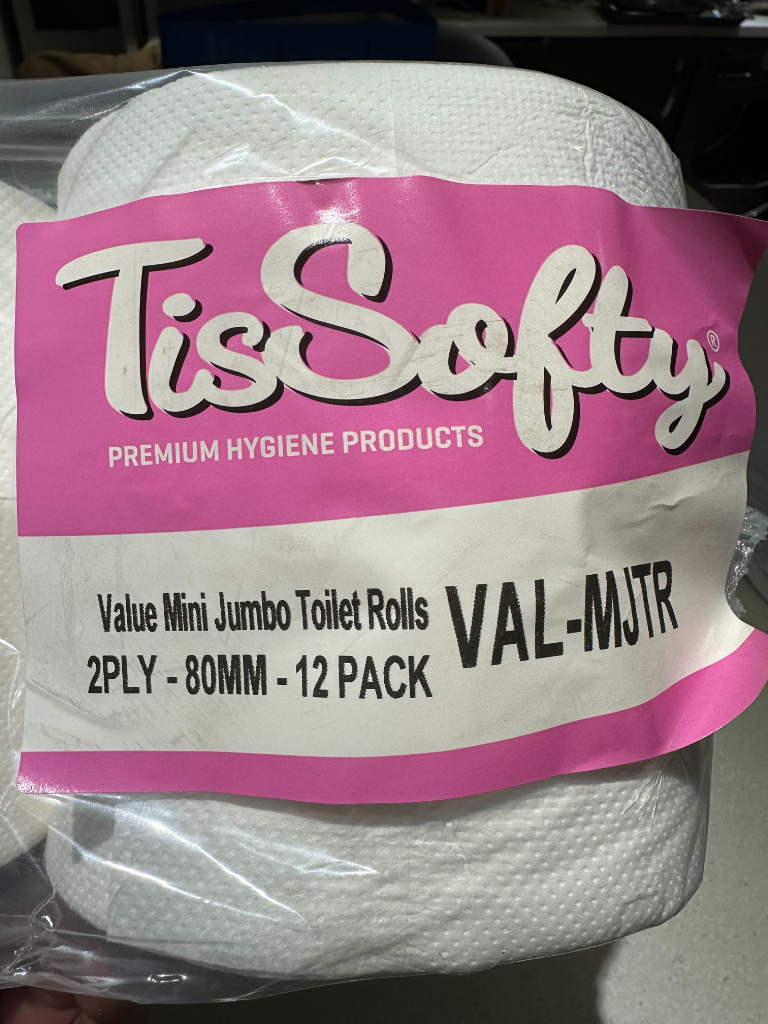 TisSofty®
PREMIUM HYGIENE PRODUCTS
Value Mini Jumbo Toilet Rolls
2PLY - 80MM - 12 PACK
VAL-MJTR